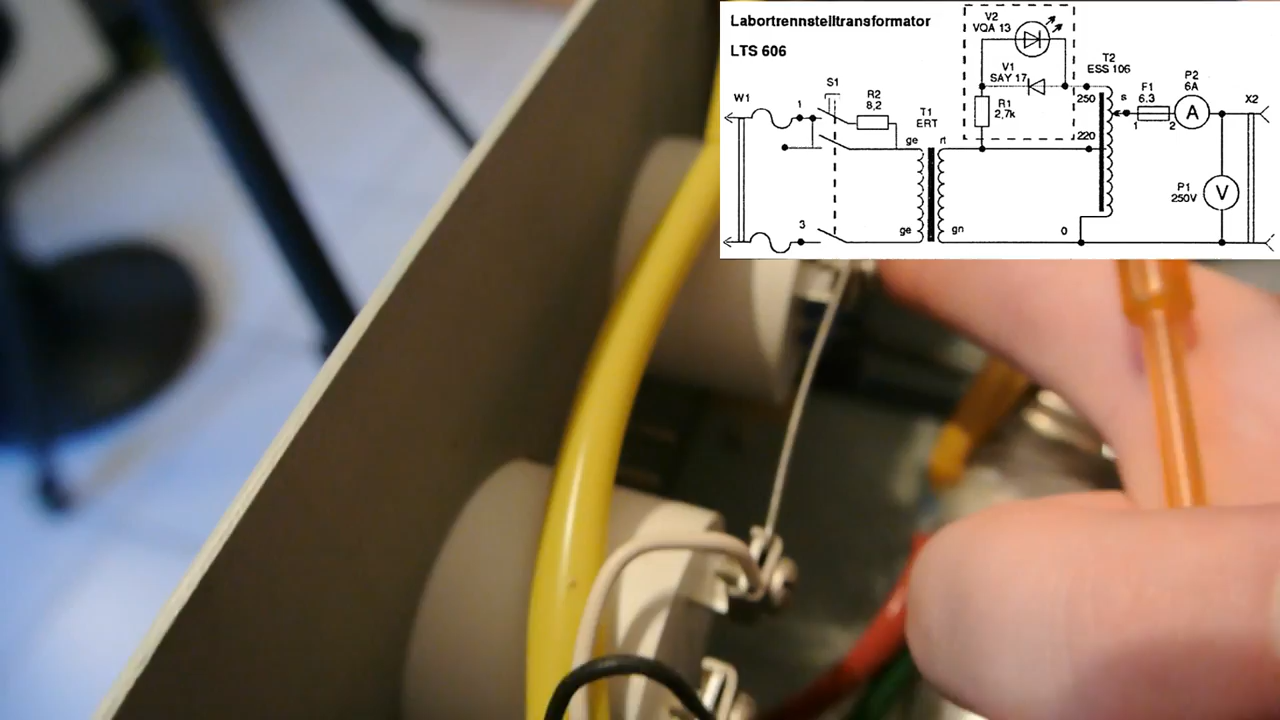 Labortrennstelltransformator
LTS 606
V2
VQA 13
V1
SAY 17
R1
2,7k
T2
ESS 106
250
220
0
s
F1
6.3
1
2
P2
6A
A
X2
P1
250V
V
W1
1
3
S1
R2
8,2
T1
ERT
ge
rt
ge
gn